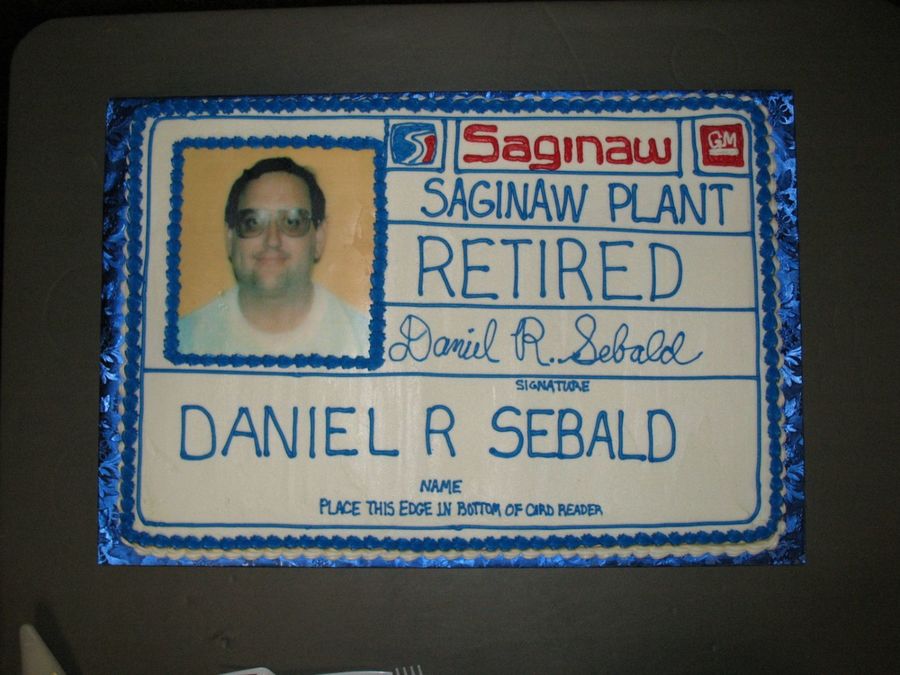 Saginaw
GM
SAGINAW PLANT
RETIRED
Daniel R. Sebald
SIGNATURE
DANIEL R SEBALD
NAME
PLACE THIS EDGE IN BOTTOM OF CARD READER